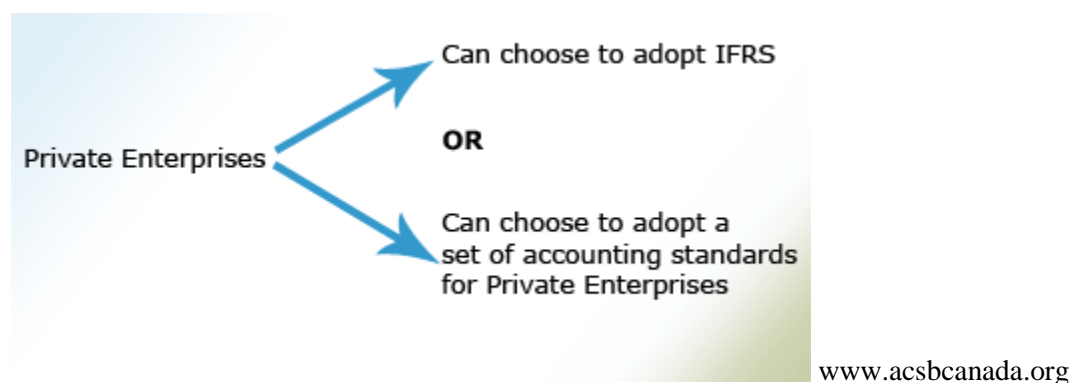 Can choose to adopt IFRS
OR
Private Enterprises
Can choose to adopt a
set of accounting standards
for Private Enterprises
www.acsbcanada.org